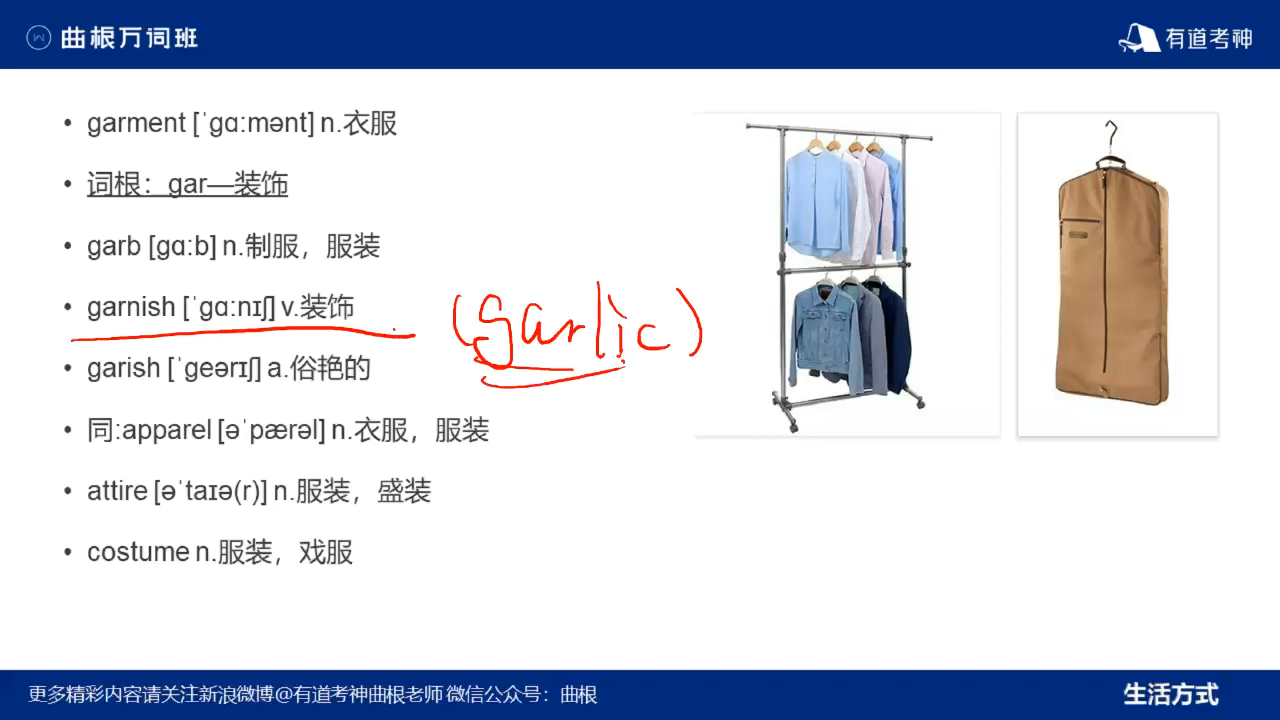 曲根万词班
有道考神
garment [ˈɡɑːmənt] n.衣服
词根：gar—装饰
garb [ɡɑːb] n.制服，服装
garnish [ˈɡɑːnɪʃ] v.装饰
(garlic)
garish [ˈɡeərɪʃ] a.俗艳的
同:apparel [əˈpærəl] n.衣服，服装
attire [əˈtaɪə(r)] n.服装，盛装
costume n.服装，戏服
更多精彩内容请关注新浪微博@有道考神曲根老师 微信公众号：曲根
生活方式